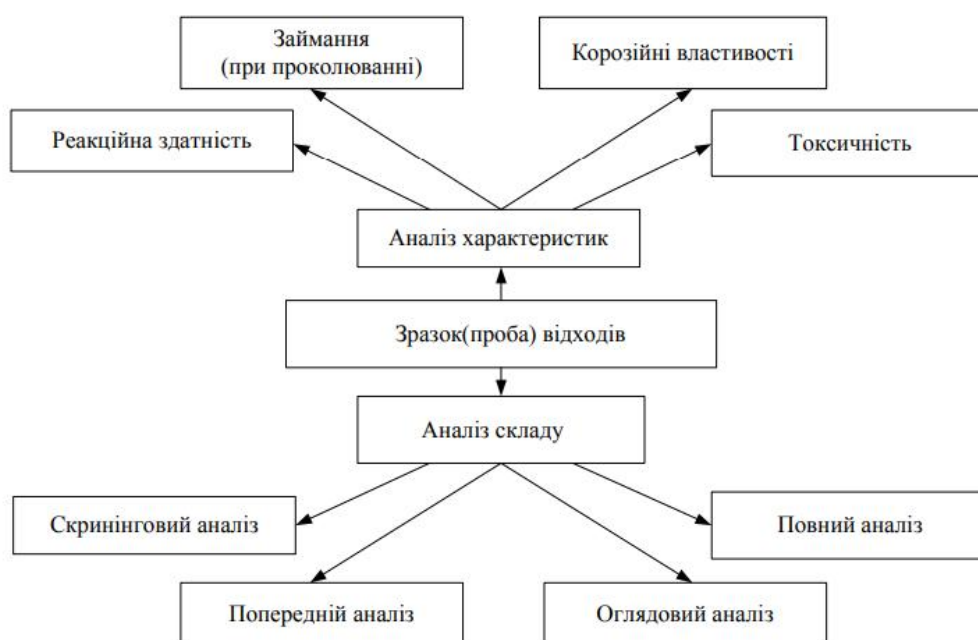 Займання
(при проколюванні)
Корозійні властивості
Реакційна здатність
Токсичність
Аналіз характеристик
Зразок(проба) відходів
Аналіз складу
Скринінговий аналіз
Повний аналіз
Попередній аналіз
Оглядовий аналіз